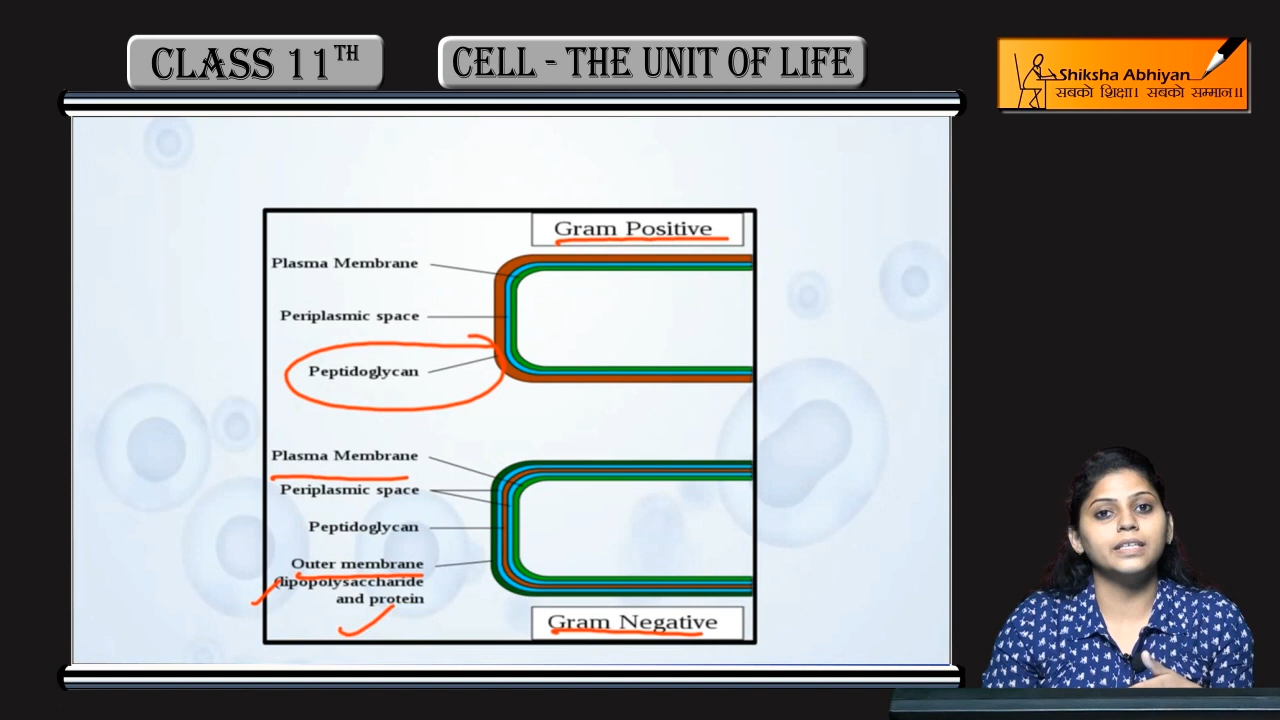 CLASS 11TH
CELL - THE UNIT OF LIFE
Shiksha Abhiyan
सबको शिक्षा। सबको सम्मान॥
Gram Positive
Plasma Membrane
Periplasmic space
Peptidoglycan
Plasma Membrane
Periplasmic space
Peptidoglycan
Outer membrane
(lipopolysaccharide
and protein
Gram Negative